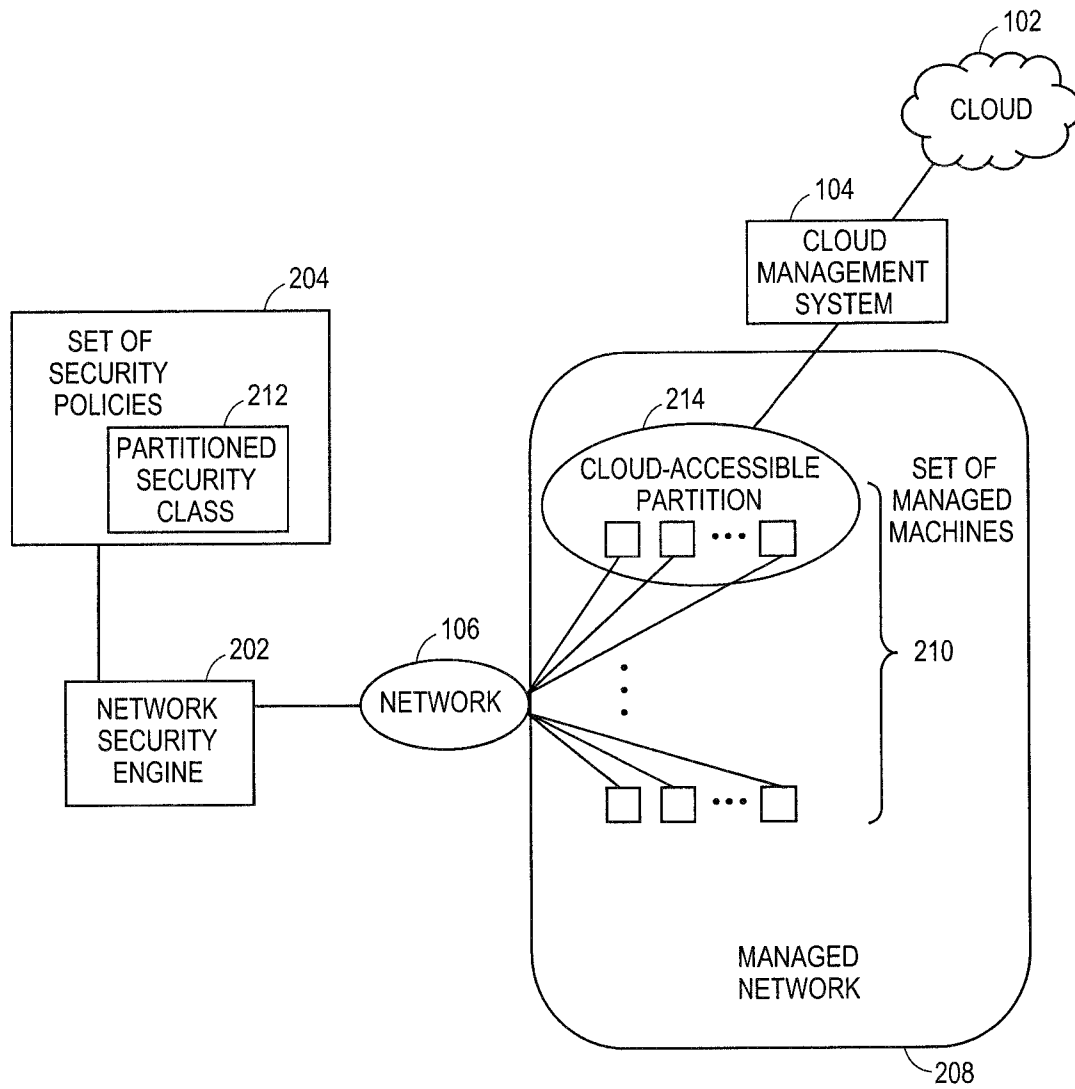 102
CLOUD
104
CLOUD
MANAGEMENT
SYSTEM
204
SET OF
SECURITY
POLICIES
212
PARTITIONED
SECURITY
CLASS
214
CLOUD-ACCESSIBLE
PARTITION
SET OF
MANAGED
MACHINES
210
202
NETWORK
SECURITY
ENGINE
106
NETWORK
MANAGED
NETWORK
208